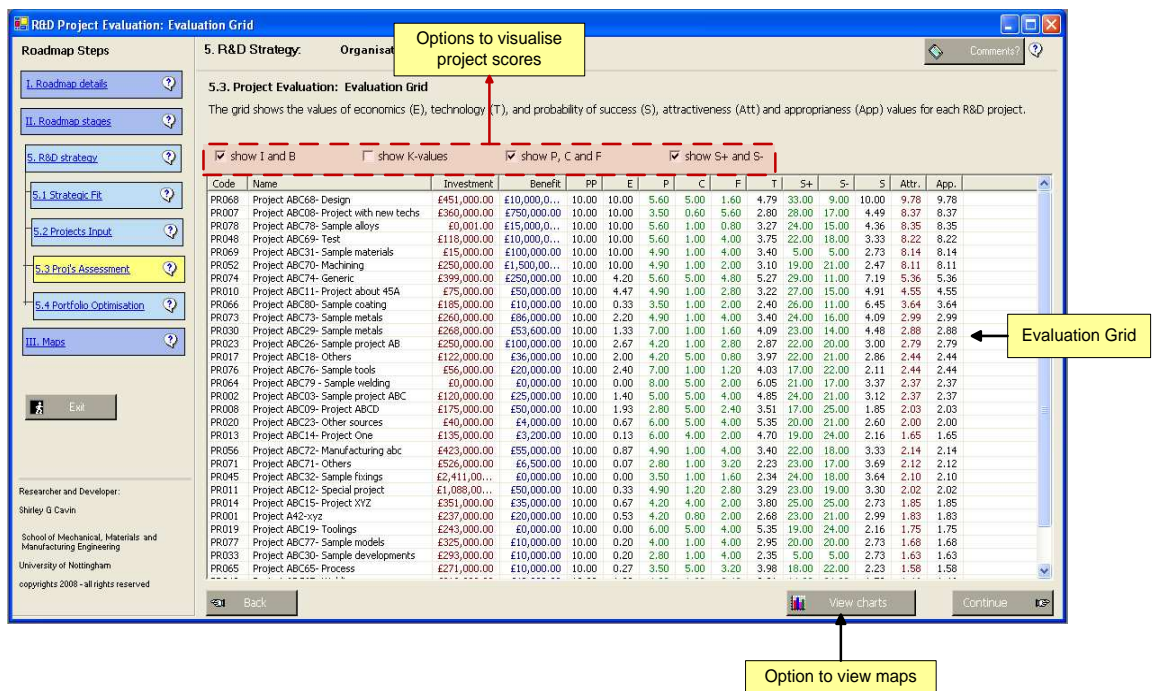 R&D Project Evaluation: Evaluation Grid
Options to visualise
project scores
Roadmap Steps
5. R&D Strategy: Organisat
Comments?
I. Roadmap details
II. Roadmap stages
5. R&D strategy
5.1 Strategic Fit
5.2 Projects Input
5.3 Proj's Assessment
5.4 Portfolio Optimisation
III. Maps
Exit
Researcher and Developer:
Shirley G Cavin
School of Mechanical, Materials and
Manufacturing Engineering
University of Nottingham
copyrights 2008 - all rights reserved
5.3. Project Evaluation: Evaluation Grid
The grid shows the values of economics (E), technology (T), and probability of success (S), attractiveness (Att) and approprianess (App) values for each R&D project.
show I and B show K-values show P, C and F show S+ and S-
Code Name Investment Benefit PP E P C F T S+ S- S Attr. App.
PR068 Project ABC68- Design £451,000.00 £10,000,0... 10.00 10.00 5.60 5.00 1.60 4.79 33.00 9.00 10.00 9.78 9.78
PR007 Project ABC08- Project with new techs £360,000.00 £750,000.00 10.00 10.00 3.50 0.60 5.60 2.80 28.00 17.00 4.49 8.37 8.37
PR078 Project ABC78- Sample alloys £0,001.00 £15,000,0... 10.00 10.00 5.60 1.00 0.80 3.27 24.00 15.00 4.36 8.35 8.35
PR048 Project ABC69- Test £118,000.00 £10,000,0... 10.00 10.00 5.60 1.00 4.00 3.75 22.00 18.00 3.33 8.22 8.22
PR069 Project ABC31- Sample materials £15,000.00 £100,000.00 10.00 10.00 4.90 1.00 4.00 3.40 5.00 5.00 2.73 8.14 8.14
PR052 Project ABC70- Machining £250,000.00 £1,500,00... 10.00 10.00 4.90 1.00 2.00 3.10 19.00 21.00 2.47 8.11 8.11
PR074 Project ABC74- Generic £399,000.00 £250,000.00 10.00 4.20 5.60 5.00 4.80 5.27 29.00 11.00 7.19 5.36 5.36
PR010 Project ABC11- Project about 45A £75,000.00 £50,000.00 10.00 4.47 4.90 1.00 2.80 3.22 27.00 15.00 4.91 4.55 4.55
PR066 Project ABC80- Sample coating £185,000.00 £10,000.00 10.00 0.33 3.50 1.00 2.00 2.40 26.00 11.00 6.45 3.64 3.64
PR073 Project ABC73- Sample metals £260,000.00 £86,000.00 10.00 2.20 4.90 1.00 4.00 3.40 24.00 16.00 4.09 2.99 2.99
PR030 Project ABC29- Sample metals £268,000.00 £53,600.00 10.00 1.33 7.00 1.00 1.60 4.09 23.00 14.00 4.48 2.88 2.88
PR023 Project ABC26- Sample project AB £250,000.00 £100,000.00 10.00 2.67 4.20 1.00 2.80 2.87 22.00 20.00 3.00 2.79 2.79
PR017 Project ABC18- Others £122,000.00 £36,000.00 10.00 2.00 4.20 5.00 0.80 3.97 22.00 21.00 2.86 2.44 2.44
PR076 Project ABC76- Sample tools £56,000.00 £20,000.00 10.00 2.40 7.00 1.00 1.20 4.03 17.00 22.00 2.11 2.44 2.44
PR064 Project ABC79 - Sample welding £0,000.00 £0,000.00 10.00 0.00 8.00 5.00 2.00 6.05 21.00 17.00 3.37 2.37 2.37
PR002 Project ABC03- Sample project ABC £120,000.00 £25,000.00 10.00 1.40 5.00 5.00 4.00 4.85 24.00 21.00 3.12 2.37 2.37
PR008 Project ABC09- Project ABCD £175,000.00 £50,000.00 10.00 1.93 2.80 5.00 2.40 3.51 17.00 25.00 1.85 2.03 2.03
PR020 Project ABC23- Other sources £40,000.00 £4,000.00 10.00 0.67 6.00 5.00 4.00 5.35 20.00 21.00 2.60 2.00 2.00
PR013 Project ABC14- Project One £135,000.00 £3,200.00 10.00 0.13 6.00 4.00 2.00 4.70 19.00 24.00 2.16 1.65 1.65
PR056 Project ABC72- Manufacturing abc £423,000.00 £55,000.00 10.00 0.87 4.90 1.00 4.00 3.40 22.00 18.00 3.33 2.14 2.14
PR071 Project ABC71- Others £526,000.00 £6,500.00 10.00 0.07 2.80 1.00 3.20 2.23 23.00 17.00 3.69 2.12 2.12
PR045 Project ABC32- Sample fixings £2,411,00... £0,000.00 10.00 0.00 3.50 1.00 1.60 2.34 24.00 18.00 3.64 2.10 2.10
PR011 Project ABC12- Special project £1,088,00... £50,000.00 10.00 0.33 4.90 1.20 2.80 3.29 23.00 19.00 3.30 2.02 2.02
PR014 Project ABC15- Project XYZ £351,000.00 £35,000.00 10.00 0.67 4.20 4.00 2.00 3.80 25.00 25.00 2.73 1.85 1.85
PR001 Project A42-xyz £237,000.00 £20,000.00 10.00 0.53 4.20 0.80 2.00 2.68 23.00 21.00 2.99 1.83 1.83
PR019 Project ABC19- Toolings £243,000.00 £0,000.00 10.00 0.00 6.00 5.00 4.00 5.35 19.00 24.00 2.16 1.75 1.75
PR077 Project ABC77- Sample models £325,000.00 £10,000.00 10.00 0.20 4.00 1.00 4.00 2.95 20.00 20.00 2.73 1.68 1.68
PR033 Project ABC30- Sample developments £293,000.00 £10,000.00 10.00 0.20 2.80 1.00 4.00 2.35 5.00 5.00 2.73 1.63 1.63
PR065 Project ABC65- Process £271,000.00 £10,000.00 10.00 0.27 3.50 5.00 3.20 3.98 18.00 22.00 2.23 1.58 1.58
Evaluation Grid
Back View charts Continue
Option to view maps